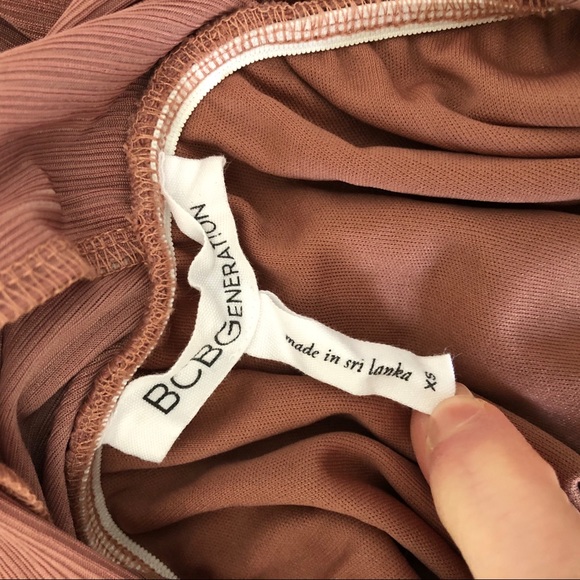 BCBGENERATION
made in sri lanka
XS